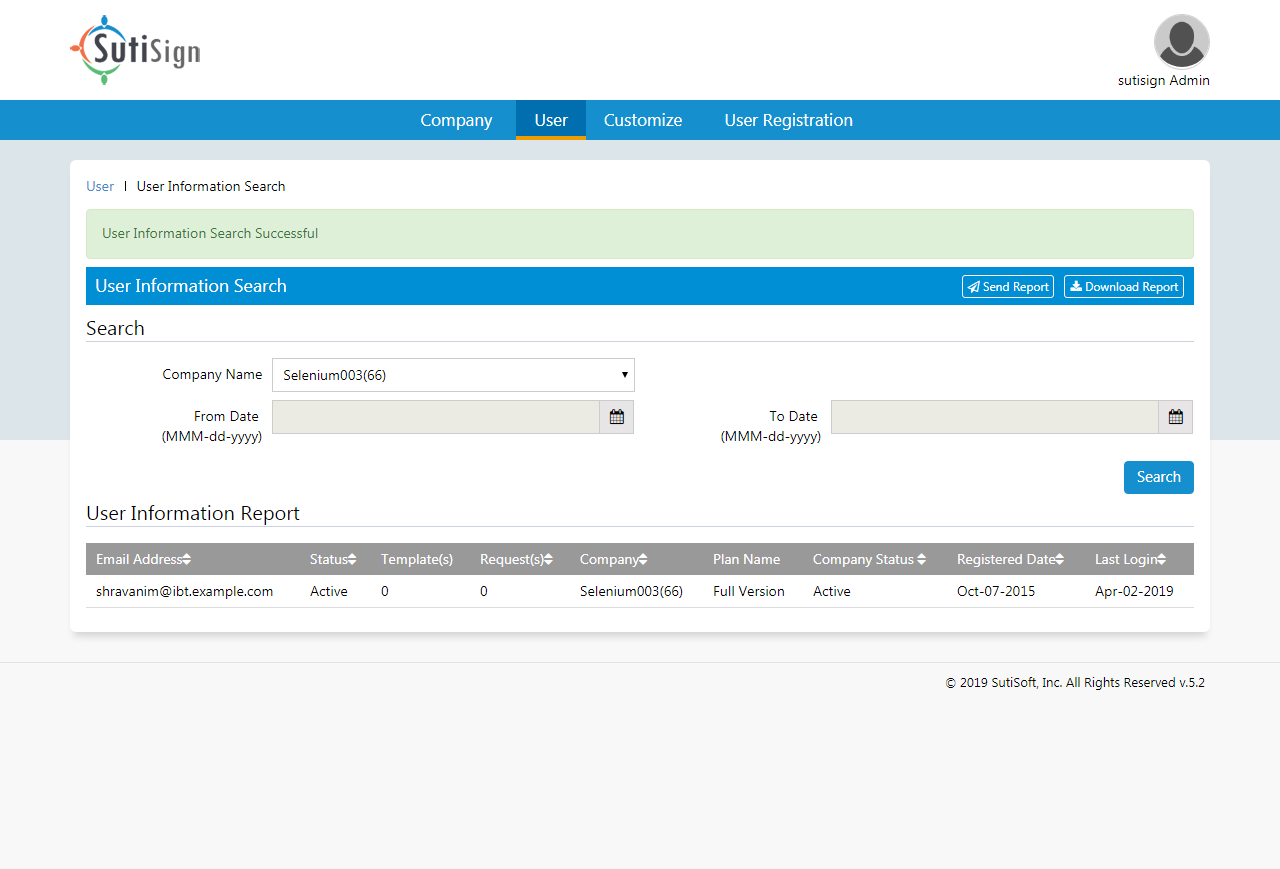 SutiSign
sutisign Admin
Company User Customize User Registration
User I User Information Search
User Information Search Successful
User Information Search Send Report Download Report
Search
Company Name Selenium003(66)
From Date To Date
(MMM-dd-yyyy) (MMM-dd-yyyy)
Search
User Information Report
Email Address Status Template(s) Request(s) Company Plan Name Company Status Registered Date Last Login
shravanim@ibt.example.com Active 0 0 Selenium003(66) Full Version Active Oct-07-2015 Apr-02-2019
© 2019 SutiSoft, Inc. All Rights Reserved v.5.2